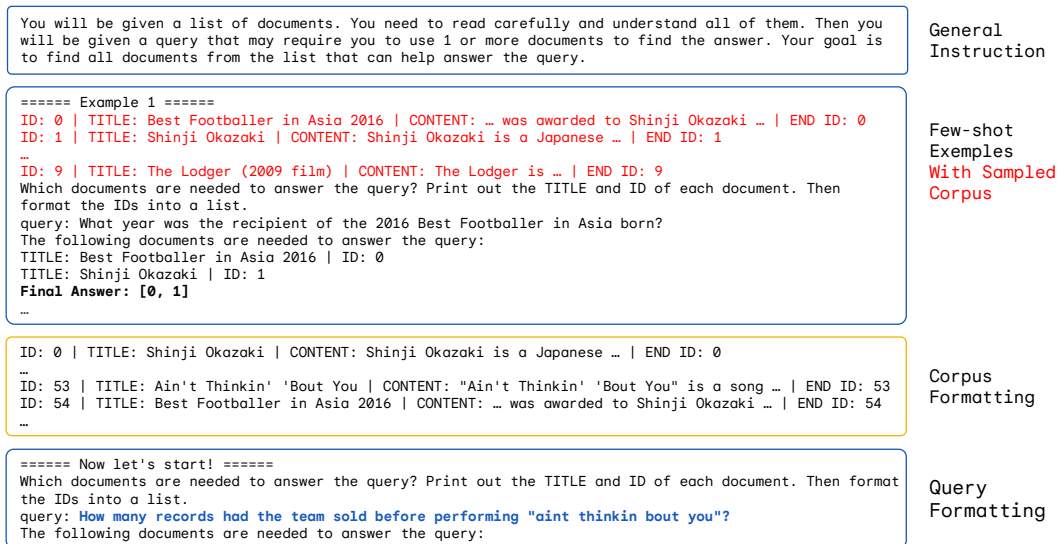 You will be given a list of documents. You need to read carefully and understand all of them. Then you
will be given a query that may require you to use 1 or more documents to find the answer. Your goal is
to find all documents from the list that can help answer the query.
General
Instruction
====== Example 1 ======
ID: 0 | TITLE: Best Footballer in Asia 2016 | CONTENT: … was awarded to Shinji Okazaki … | END ID: 0
ID: 1 | TITLE: Shinji Okazaki | CONTENT: Shinji Okazaki is a Japanese … | END ID: 1
…
ID: 9 | TITLE: The Lodger (2009 film) | CONTENT: The Lodger is … | END ID: 9
Which documents are needed to answer the query? Print out the TITLE and ID of each document. Then
format the IDs into a list.
query: What year was the recipient of the 2016 Best Footballer in Asia born?
The following documents are needed to answer the query:
TITLE: Best Footballer in Asia 2016 | ID: 0
TITLE: Shinji Okazaki | ID: 1
Final Answer: [0, 1]
…
Few-shot
Exemples
With Sampled
Corpus
ID: 0 | TITLE: Shinji Okazaki | CONTENT: Shinji Okazaki is a Japanese … | END ID: 0
…
ID: 53 | TITLE: Ain't Thinkin' 'Bout You | CONTENT: "Ain't Thinkin' 'Bout You" is a song … | END ID: 53
ID: 54 | TITLE: Best Footballer in Asia 2016 | CONTENT: … was awarded to Shinji Okazaki … | END ID: 54
…
Corpus
Formatting
====== Now let's start! ======
Which documents are needed to answer the query? Print out the TITLE and ID of each document. Then format
the IDs into a list.
query: How many records had the team sold before performing "aint thinkin bout you"?
The following documents are needed to answer the query:
Query
Formatting